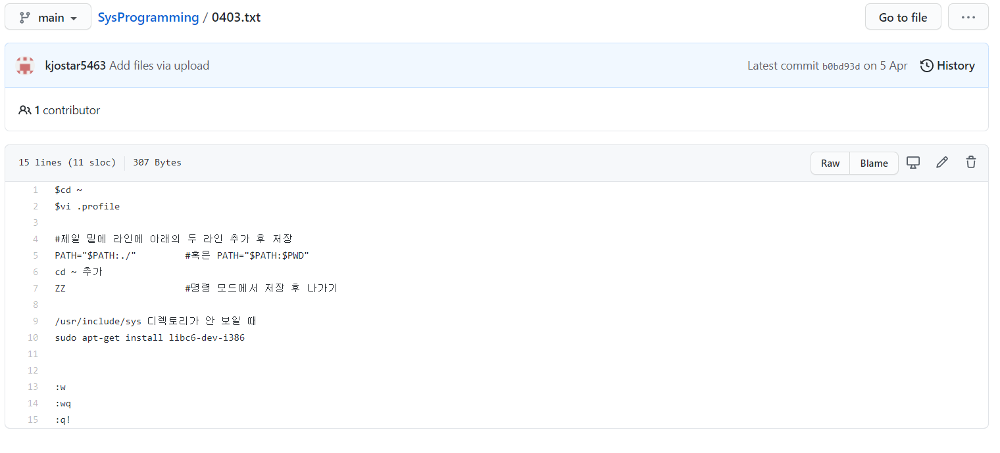 main SysProgramming / 0403.txt Go to file ...
kjostar5463 Add files via upload Latest commit b0bd93d on 5 Apr History
1 contributor
15 lines (11 sloc) 307 Bytes Raw Blame
1 $cd ~
2 $vi .profile
3
4 #제일 밑에 라인에 아래의 두 라인 추가 후 저장
5 PATH="$PATH:./" #혹은 PATH="$PATH:$PWD"
6 cd ~ 추가
7 ZZ #명령 모드에서 저장 후 나가기
8
9 /usr/include/sys 디렉토리가 안 보일 때
10 sudo apt-get install libc6-dev-i386
11
12
13 :w
14 :wq
15 :q!